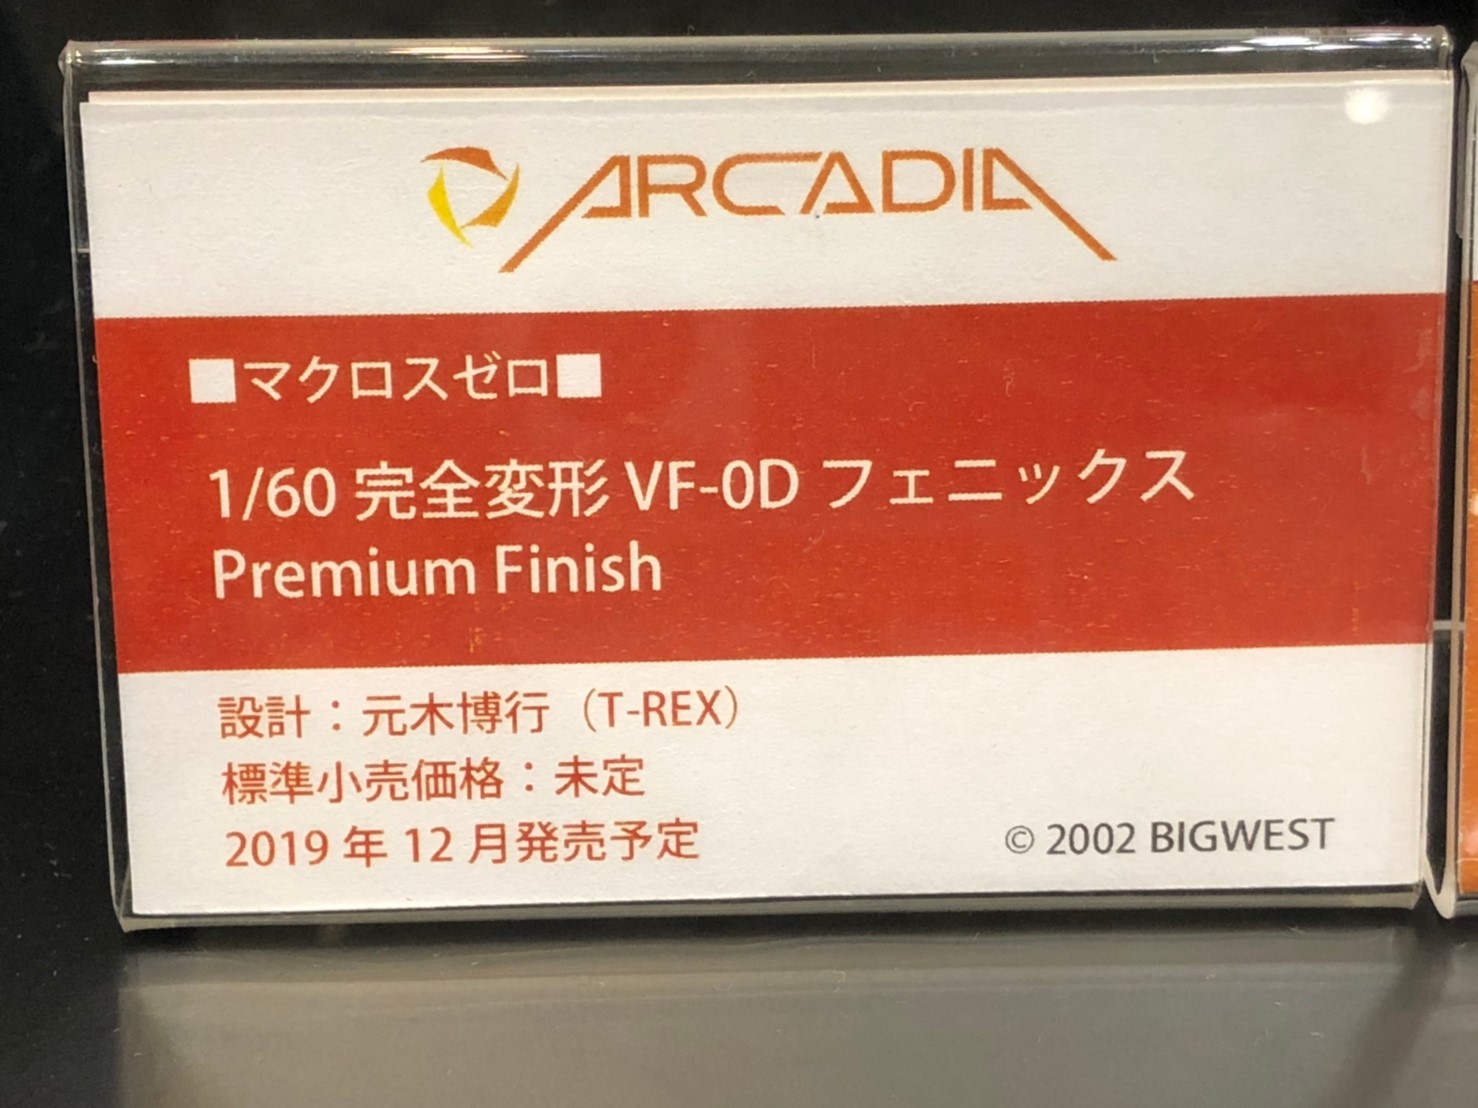 ARCADIA
■マクロスゼロ■
1/60 完全変形 VF-0D フェニックス
Premium Finish
設計：元木博行（T-REX）
標準小売価格：未定
2019 年 12 月発売予定
© 2002 BIGWEST